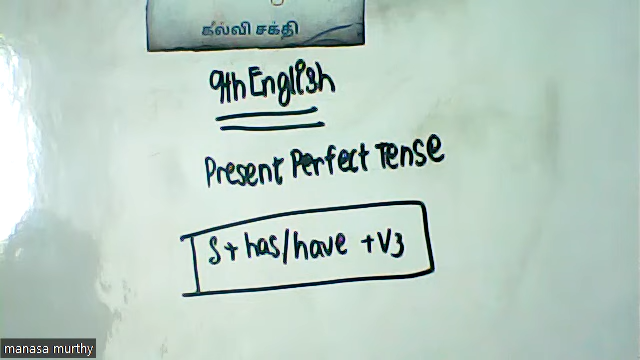 கல்வி சக்தி
9th English
Present Perfect Tense
S+ has/have +V3
manasa murthy